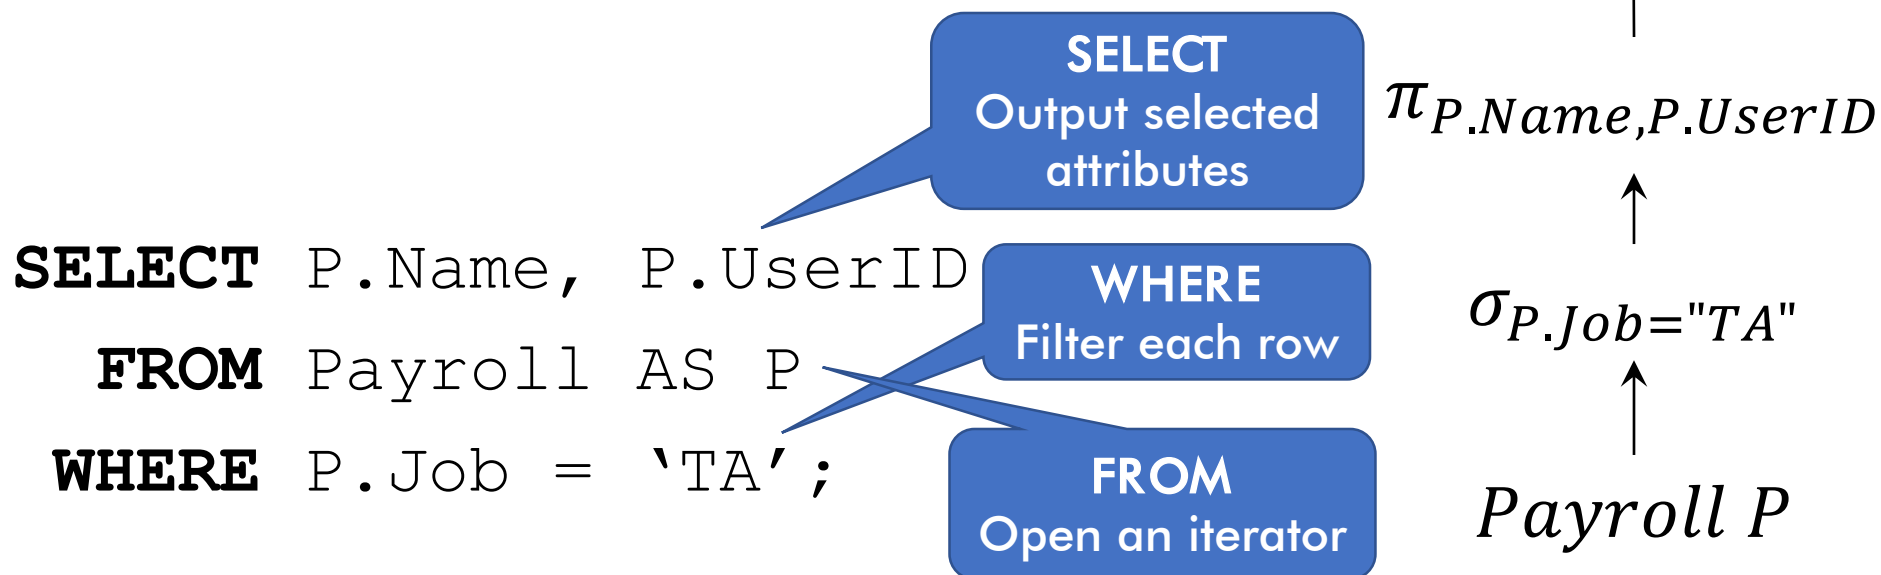 SELECT
Output selected
attributes
π P.Name,P.UserID
SELECT P.Name, P.UserID
WHERE
Filter each row
σ P.Job="TA"
FROM Payroll AS P
WHERE P.Job = ‘TA’;
FROM
Open an iterator
Payroll P